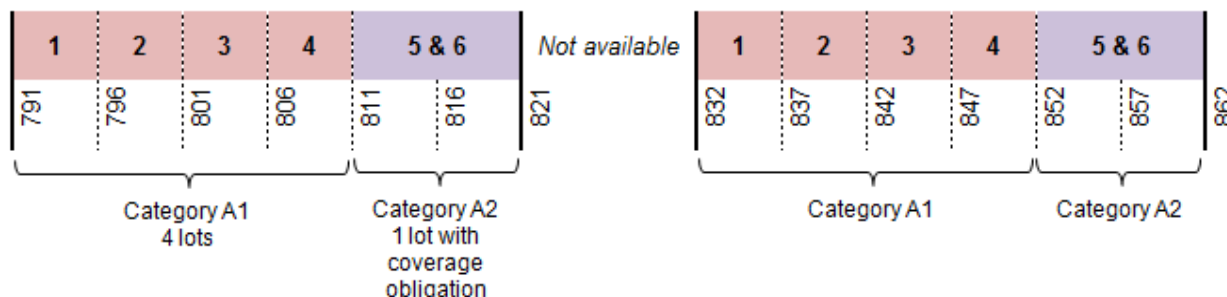 1 2 3 4 5 & 6 Not available 1 2 3 4 5 & 6
791 796 801 806 811 816 821 832 837 842 847 852 857 862
Category A1
4 lots
Category A2
1 lot with
coverage
obligation
Category A1
Category A2